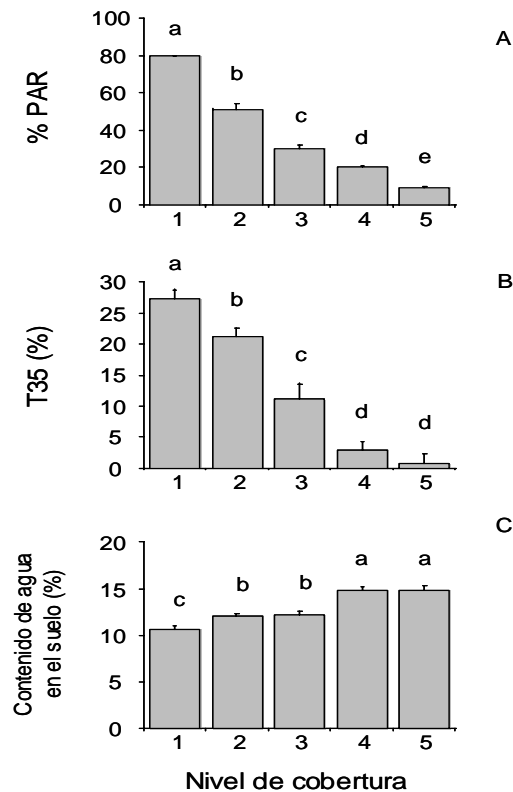 A
% PAR
100
80
60
40
20
0
a
b
c
d
e
1 2 3 4 5
B
T35 (%)
30
25
20
15
10
5
0
a
b
c
d
d
1 2 3 4 5
C
Contenido de agua
en el suelo (%)
20
15
10
5
0
c
b
b
a
a
1 2 3 4 5
Nivel de cobertura